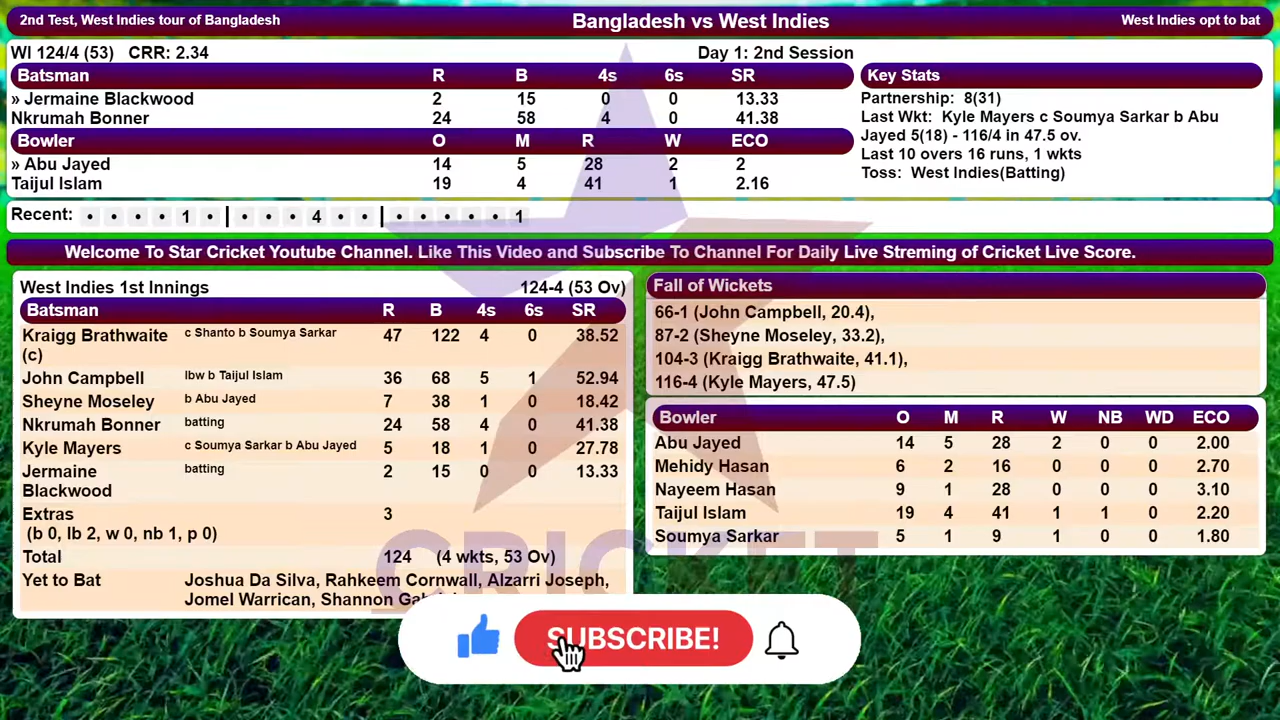 2nd Test, West Indies tour of Bangladesh Bangladesh vs West Indies West Indies opt to bat
WI 124/4 (53) CRR: 2.34 Day 1: 2nd Session
Batsman R B 4s 6s SR
» Jermaine Blackwood 2 15 0 0 13.33
Nkrumah Bonner 24 58 4 0 41.38
Bowler O M R W ECO
» Abu Jayed 14 5 28 2 2
Taijul Islam 19 4 41 1 2.16
Key Stats
Partnership: 8(31)
Last Wkt: Kyle Mayers c Soumya Sarkar b Abu
Jayed 5(18) - 116/4 in 47.5 ov.
Last 10 overs 16 runs, 1 wkts
Toss: West Indies(Batting)
Recent: • • • • 1 • | • • • 4 • • | • • • • • 1
Welcome To Star Cricket Youtube Channel. Like This Video and Subscribe To Channel For Daily Live Streming of Cricket Live Score.
West Indies 1st Innings 124-4 (53 Ov)
Batsman R B 4s 6s SR
Kraigg Brathwaite c Shanto b Soumya Sarkar 47 122 4 0 38.52
(c)
John Campbell lbw b Taijul Islam 36 68 5 1 52.94
Sheyne Moseley b Abu Jayed 7 38 1 0 18.42
Nkrumah Bonner batting 24 58 4 0 41.38
Kyle Mayers c Soumya Sarkar b Abu Jayed 5 18 1 0 27.78
Jermaine batting 2 15 0 0 13.33
Blackwood
Extras 3
(b 0, lb 2, w 0, nb 1, p 0)
Total 124 (4 wkts, 53 Ov)
Yet to Bat Joshua Da Silva, Rahkeem Cornwall, Alzarri Joseph,
Jomel Warrican, Shannon
Fall of Wickets
66-1 (John Campbell, 20.4),
87-2 (Sheyne Moseley, 33.2),
104-3 (Kraigg Brathwaite, 41.1),
116-4 (Kyle Mayers, 47.5)
Bowler O M R W NB WD ECO
Abu Jayed 14 5 28 2 0 0 2.00
Mehidy Hasan 6 2 16 0 0 0 2.70
Nayeem Hasan 9 1 28 0 0 0 3.10
Taijul Islam 19 4 41 1 1 0 2.20
Soumya Sarkar 5 1 9 1 0 0 1.80
CRICKET
SUBSCRIBE!